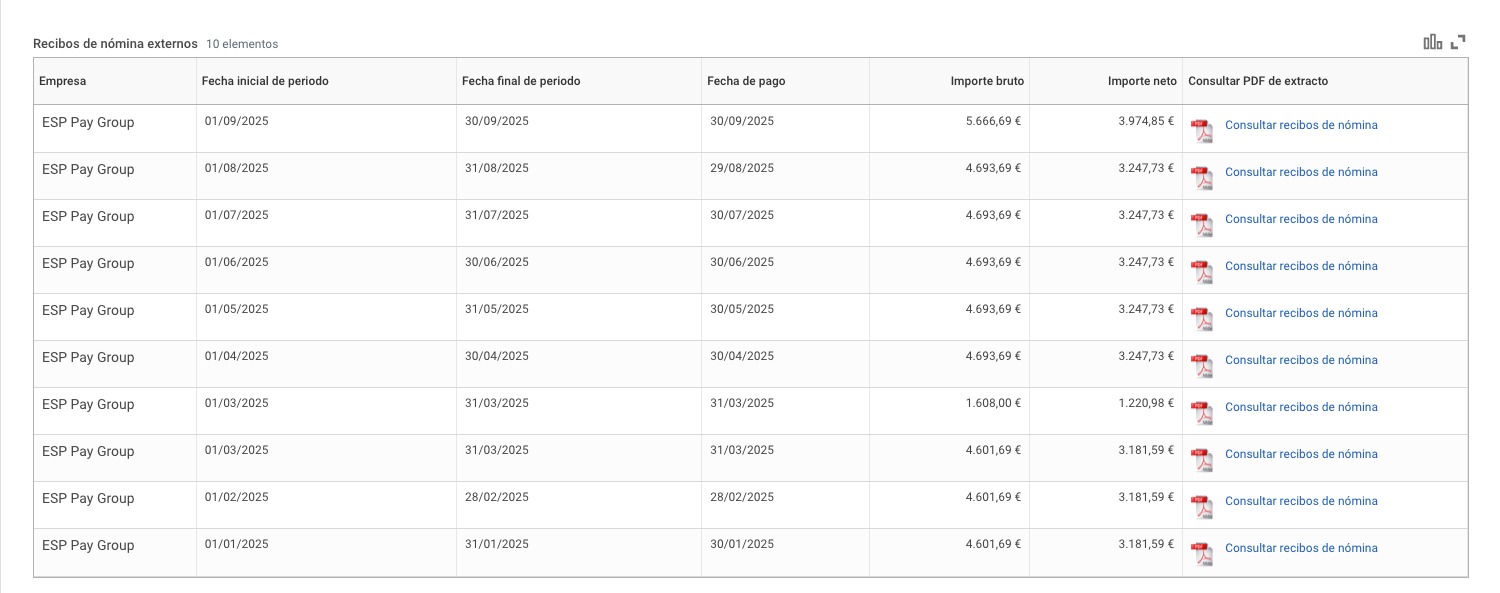 Recibos de nómina externos 10 elementos
Empresa Fecha inicial de periodo Fecha final de periodo Fecha de pago Importe bruto Importe neto Consultar PDF de extracto
ESP Pay Group 01/09/2025 30/09/2025 30/09/2025 5.666,69 € 3.974,85 € Consultar recibos de nómina
ESP Pay Group 01/08/2025 31/08/2025 29/08/2025 4.693,69 € 3.247,73 € Consultar recibos de nómina
ESP Pay Group 01/07/2025 31/07/2025 30/07/2025 4.693,69 € 3.247,73 € Consultar recibos de nómina
ESP Pay Group 01/06/2025 30/06/2025 30/06/2025 4.693,69 € 3.247,73 € Consultar recibos de nómina
ESP Pay Group 01/05/2025 31/05/2025 30/05/2025 4.693,69 € 3.247,73 € Consultar recibos de nómina
ESP Pay Group 01/04/2025 30/04/2025 30/04/2025 4.693,69 € 3.247,73 € Consultar recibos de nómina
ESP Pay Group 01/03/2025 31/03/2025 31/03/2025 1.608,00 € 1.220,98 € Consultar recibos de nómina
ESP Pay Group 01/03/2025 31/03/2025 31/03/2025 4.601,69 € 3.181,59 € Consultar recibos de nómina
ESP Pay Group 01/02/2025 28/02/2025 28/02/2025 4.601,69 € 3.181,59 € Consultar recibos de nómina
ESP Pay Group 01/01/2025 31/01/2025 30/01/2025 4.601,69 € 3.181,59 € Consultar recibos de nómina